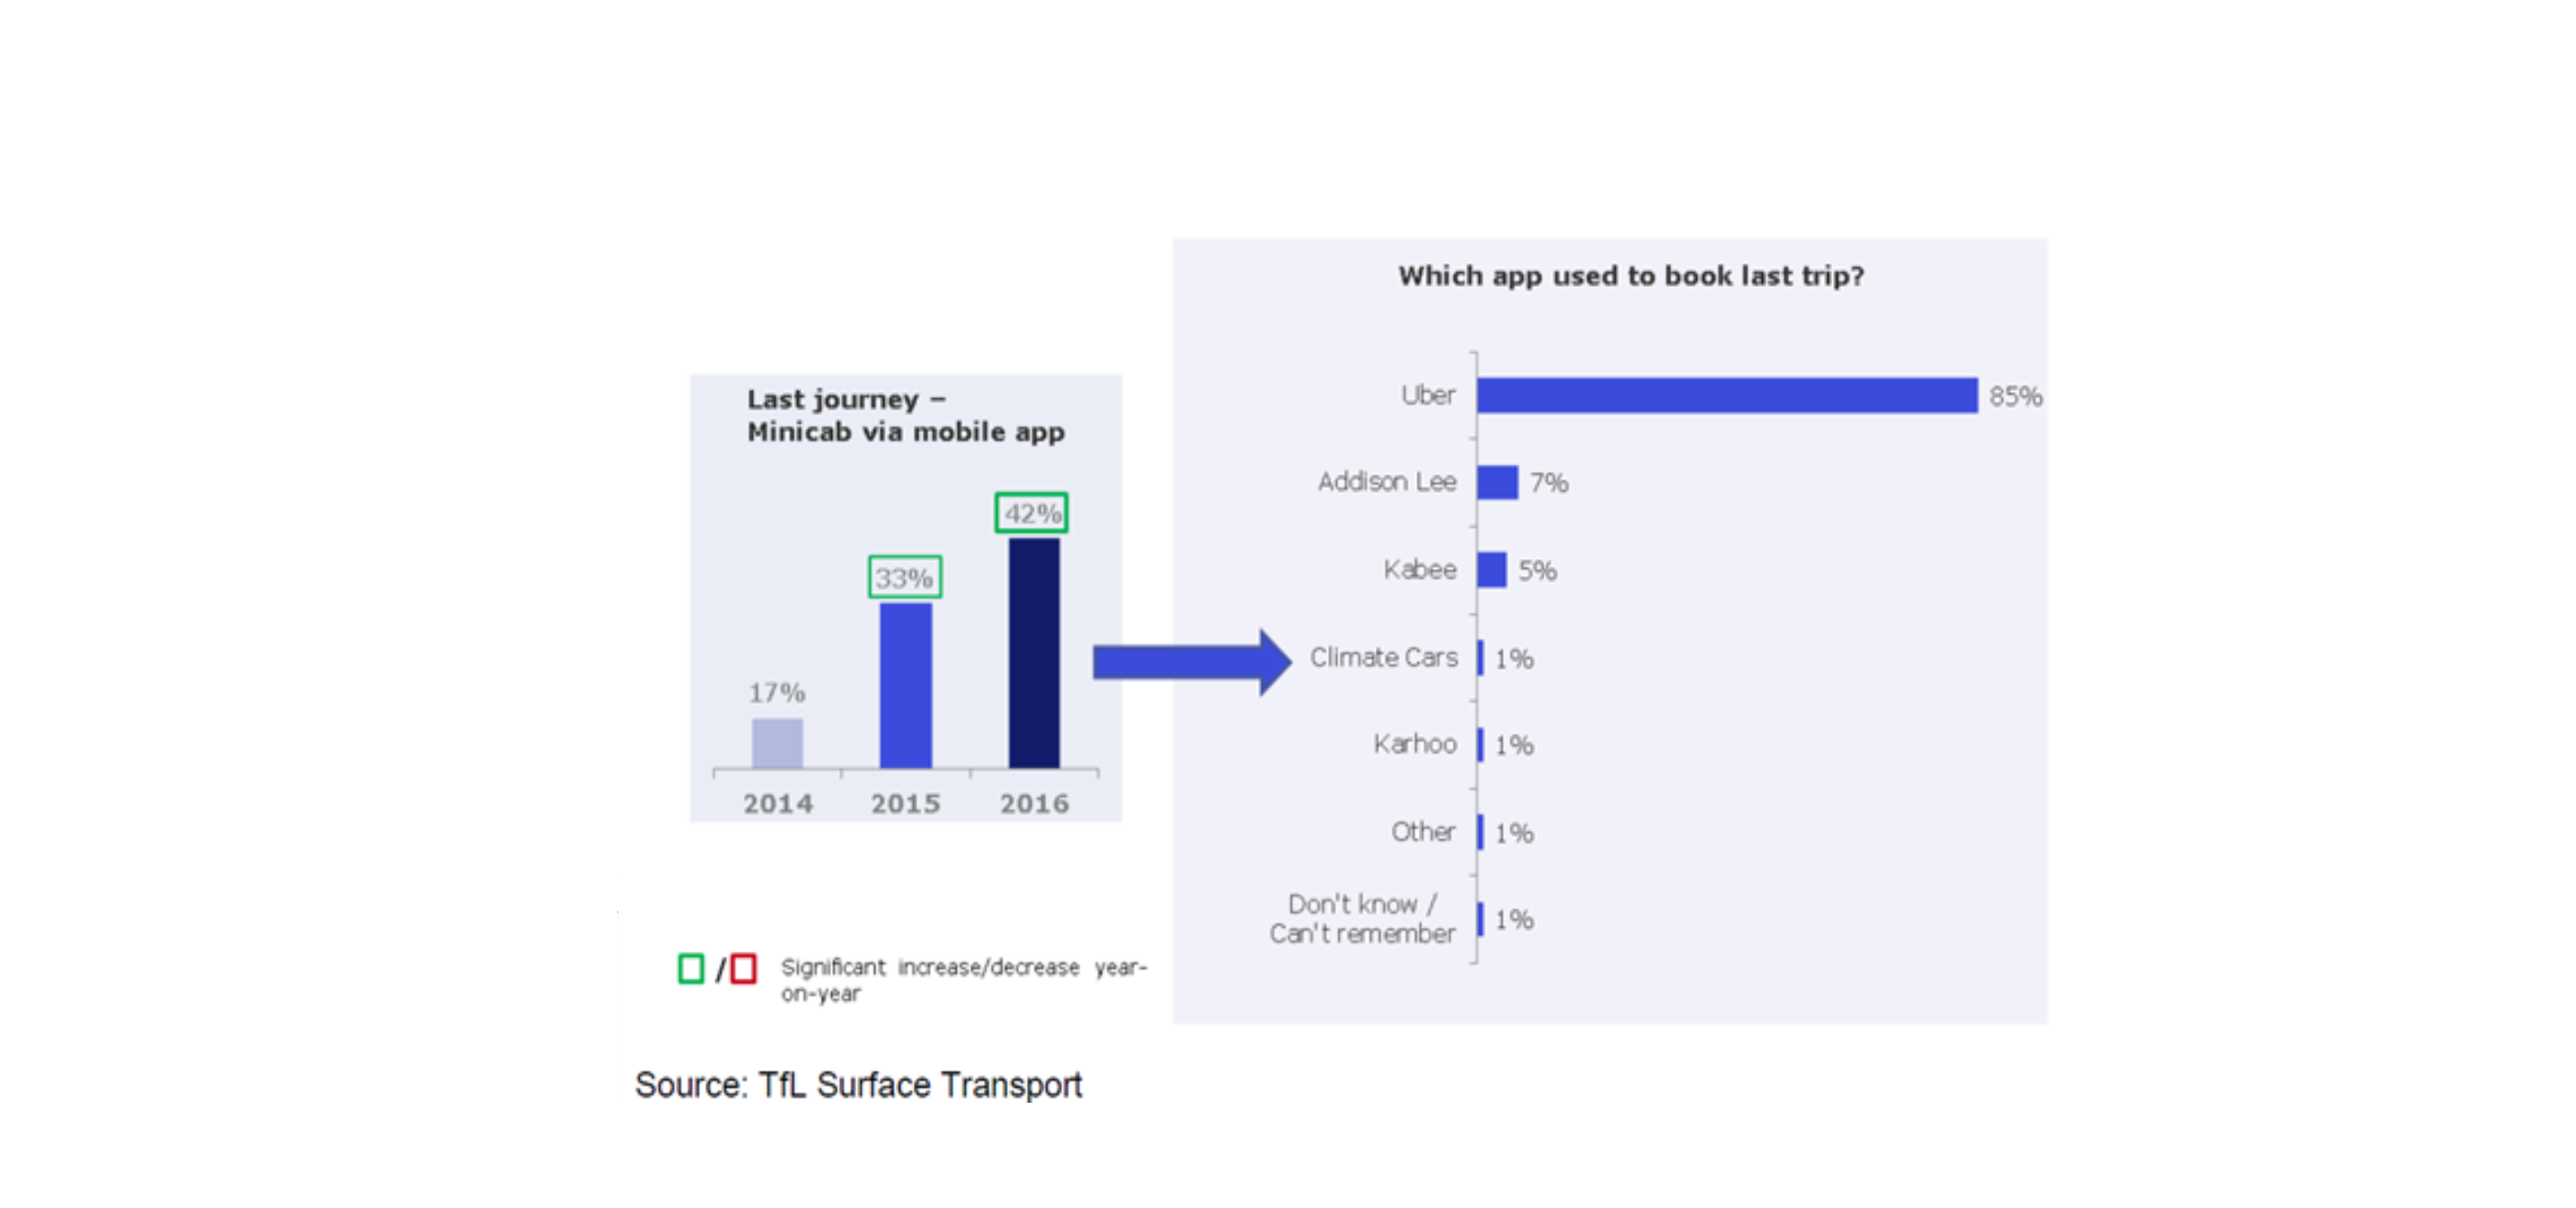 Last journey –
Minicab via mobile app
17%
33%
42%
2014 2015 2016
Which app used to book last trip?
Uber 85%
Addison Lee 7%
Kabee 5%
Climate Cars 1%
Karhoo 1%
Other 1%
Don't know /
Can't remember 1%
/ Significant increase/decrease year-
on-year
Source: TfL Surface Transport